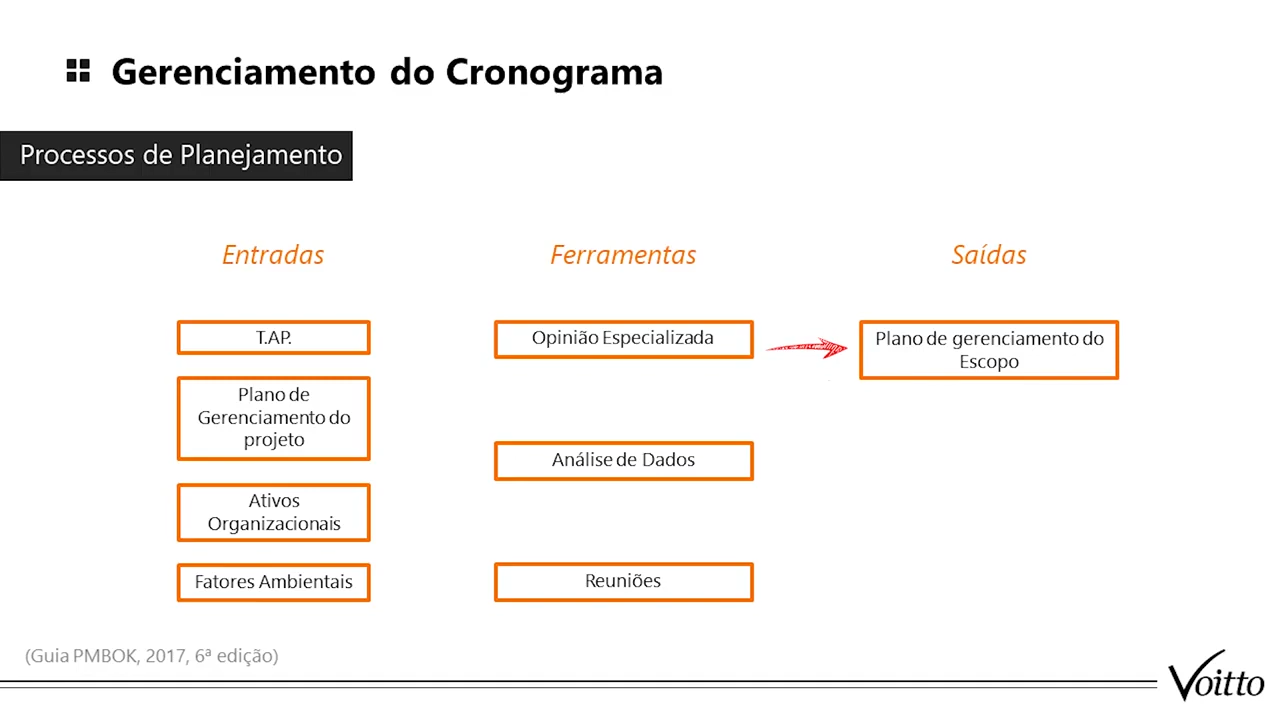 Gerenciamento do Cronograma
Processos de Planejamento
Entradas
Ferramentas
Saídas
T.AP.
Plano de
Gerenciamento do
projeto
Ativos
Organizacionais
Fatores Ambientais
Opinião Especializada
Análise de Dados
Reuniões
Plano de gerenciamento do
Escopo
(Guia PMBOK, 2017, 6ª edição)
Voitto